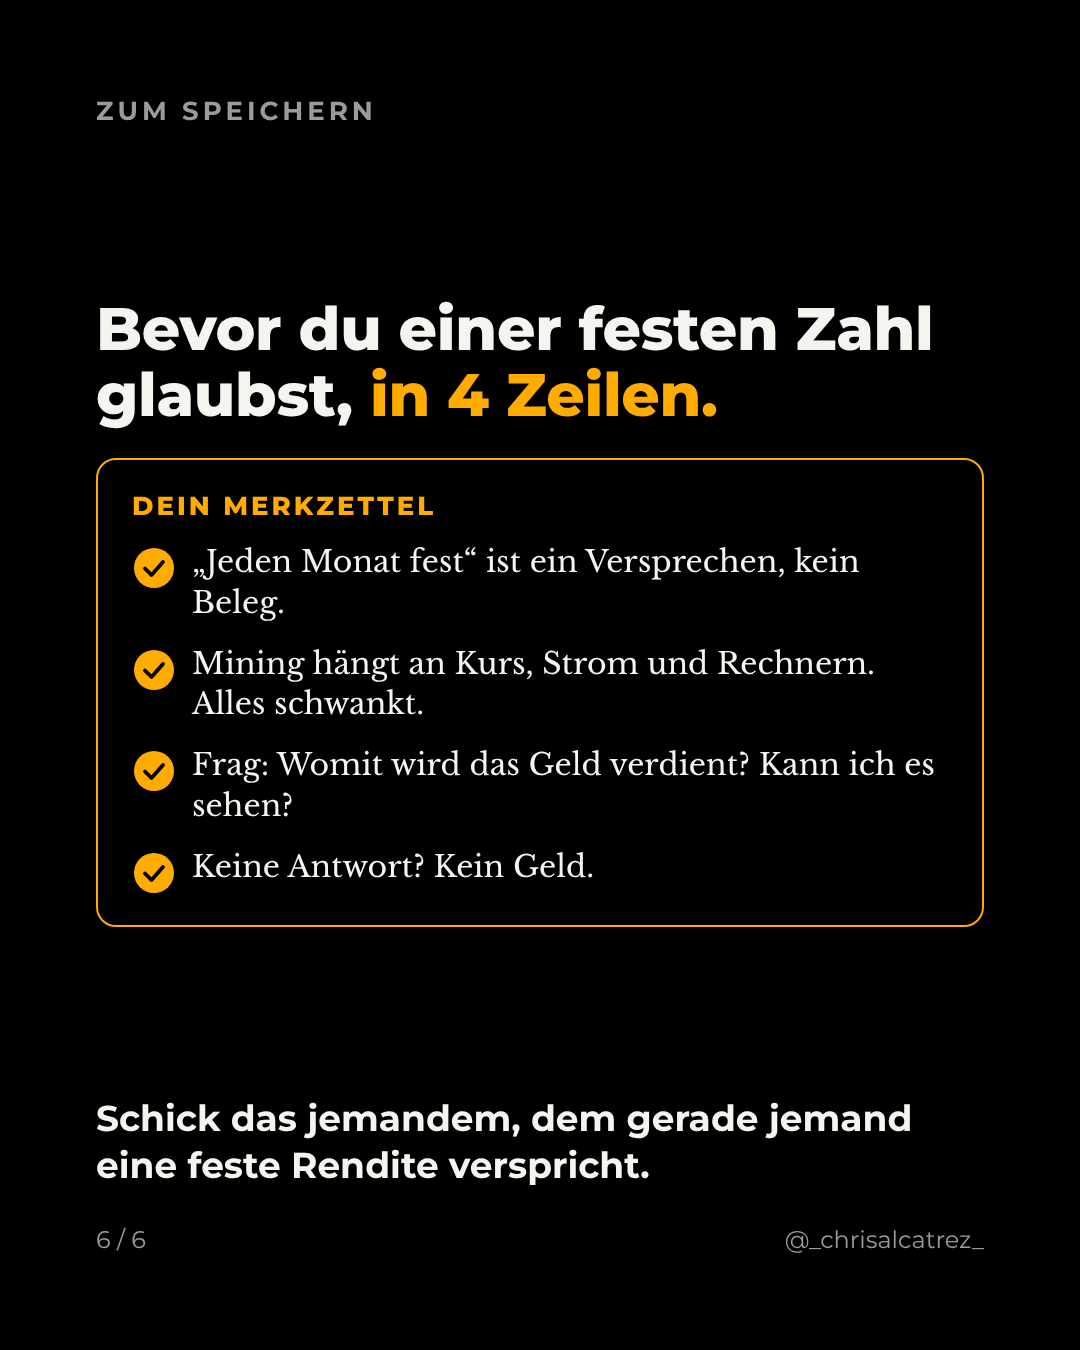 ZUM SPEICHERN
Bevor du einer festen Zahl
glaubst, in 4 Zeilen.
DEIN MERKZETTEL
„Jeden Monat fest“ ist ein Versprechen, kein
Beleg.
Mining hängt an Kurs, Strom und Rechnern.
Alles schwankt.
Frag: Womit wird das Geld verdient? Kann ich es
sehen?
Keine Antwort? Kein Geld.
Schick das jemandem, dem gerade jemand
eine feste Rendite verspricht.
6 / 6
@_chrisalcatrez_